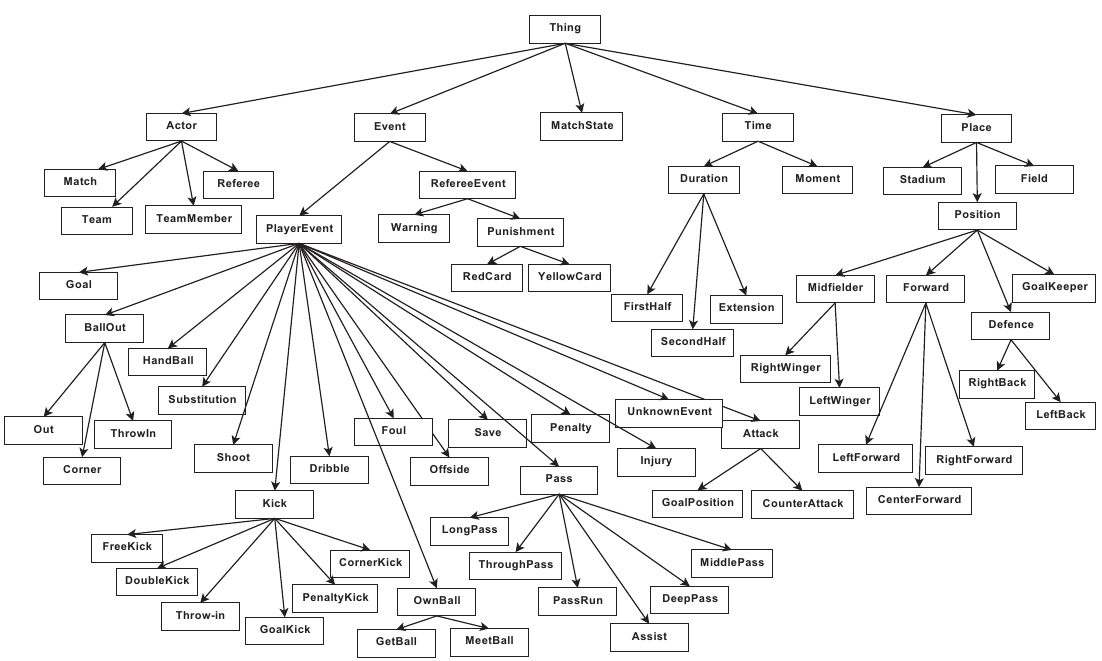 Thing
Actor
Event
MatchState
Time
Place
Match
Referee
Team
TeamMember
RefereeEvent
Duration
Moment
Stadium
Field
PlayerEvent
Warning
Punishment
Position
Goal
RedCard
YellowCard
FirstHalf
Extension
SecondHalf
Midfielder
Forward
GoalKeeper
Defence
BallOut
HandBall
Substitution
RightWinger
LeftWinger
RightBack
LeftBack
Out
ThrowIn
Corner
Shoot
Dribble
Foul
Offside
Save
Penalty
UnknownEvent
Attack
Injury
Pass
LeftForward
RightForward
CenterForward
GoalPosition
CounterAttack
Kick
LongPass
ThroughPass
PassRun
Assist
DeepPass
MiddlePass
FreeKick
DoubleKick
Throw-in
GoalKick
PenaltyKick
CornerKick
OwnBall
GetBall
MeetBall